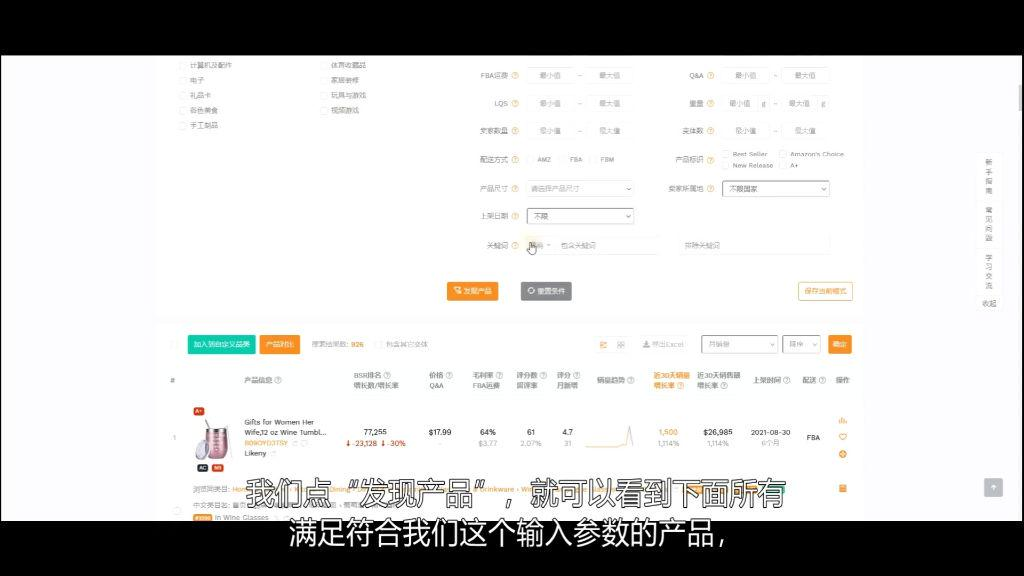 计算机及配件
体育收藏品
电子
家居装修
礼品卡
玩具与游戏
各色美食
视频游戏
手工制品
FBA运费 最小值 ~ 最大值
Q&A 最小值 ~ 最大值
LQS 最小值 ~ 最大值
重量 最小值 g ~ 最大值 g
卖家数量 最小值 ~ 最大值
变体数 最小值 ~ 最大值
配送方式 AMZ FBA FBM
产品标识 Best Seller Amazon's Choice
New Release A+
产品尺寸 请选择产品尺寸
卖家所属地 不限国家
上架日期 不限
关键词 包含关键词 排除关键词
发现产品 重置条件 保存当前模式
新手指南
常见问题
学习交流
收起
加入到自定义品类 产品对比 搜索结果数: 926 包含其它变体 导出Excel 月销量 降序 确定
# 产品信息 BSR排名 增长数/增长率 价格 Q&A 毛利率 FBA运费 评分数 留评率 评分 月新增 销量趋势 近30天销量 增长率 近30天销售额 增长率 上架时间 配送 操作
A+
1
Gifts for Women Her
Wife,12 oz Wine Tumbl...
B09DYD3TSY
Likeny
AC NR
77,255
-23,128 -30%
$17.99
-
64%
$3.77
61
2.07%
4.7
31
1,500
1,114%
$26,985
1,114%
2021-08-30
6个月
FBA
in Wine Glasses
我们点“发现产品”，就可以看到下面所有
满足符合我们这个输入参数的产品，